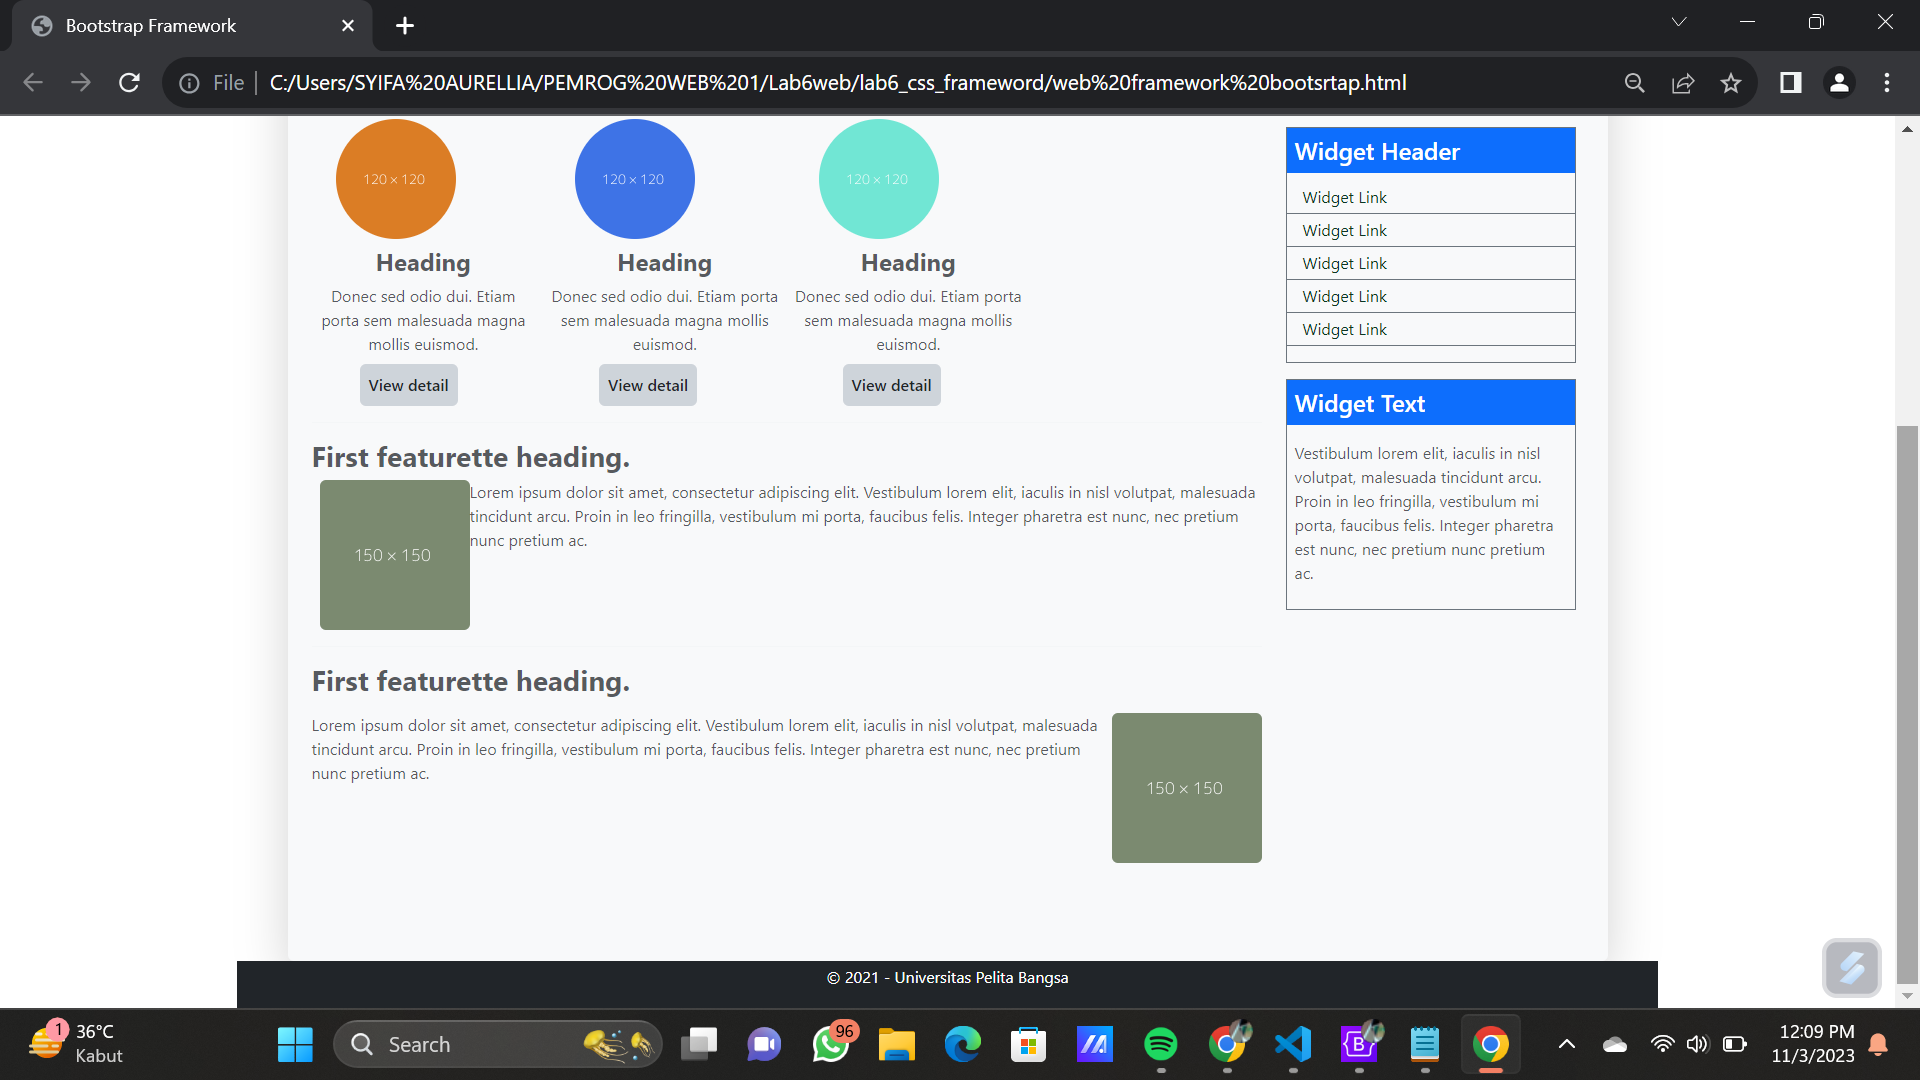 Bootstrap Framework
File
C:/Users/SYIFA%20AURELLIA/PEMROG%20WEB%201/Lab6web/lab6_css_frameword/web%20framework%20bootsrtap.html
120 × 120
120 × 120
120 × 120
Heading
Donec sed odio dui. Etiam
porta sem malesuada magna
mollis euismod.
View detail
Heading
Donec sed odio dui. Etiam porta
sem malesuada magna mollis
euismod.
View detail
Heading
Donec sed odio dui. Etiam porta
sem malesuada magna mollis
euismod.
View detail
First featurette heading.
150 × 150
Lorem ipsum dolor sit amet, consectetur adipiscing elit. Vestibulum lorem elit, iaculis in nisl volutpat, malesuada
tincidunt arcu. Proin in leo fringilla, vestibulum mi porta, faucibus felis. Integer pharetra est nunc, nec pretium
nunc pretium ac.
First featurette heading.
Lorem ipsum dolor sit amet, consectetur adipiscing elit. Vestibulum lorem elit, iaculis in nisl volutpat, malesuada
tincidunt arcu. Proin in leo fringilla, vestibulum mi porta, faucibus felis. Integer pharetra est nunc, nec pretium
nunc pretium ac.
150 × 150
Widget Header
Widget Link
Widget Link
Widget Link
Widget Link
Widget Link
Widget Text
Vestibulum lorem elit, iaculis in nisl
volutpat, malesuada tincidunt arcu.
Proin in leo fringilla, vestibulum mi
porta, faucibus felis. Integer pharetra
est nunc, nec pretium nunc pretium
ac.
© 2021 - Universitas Pelita Bangsa
1
36°C
Kabut
Search
96
B
12:09 PM
11/3/2023